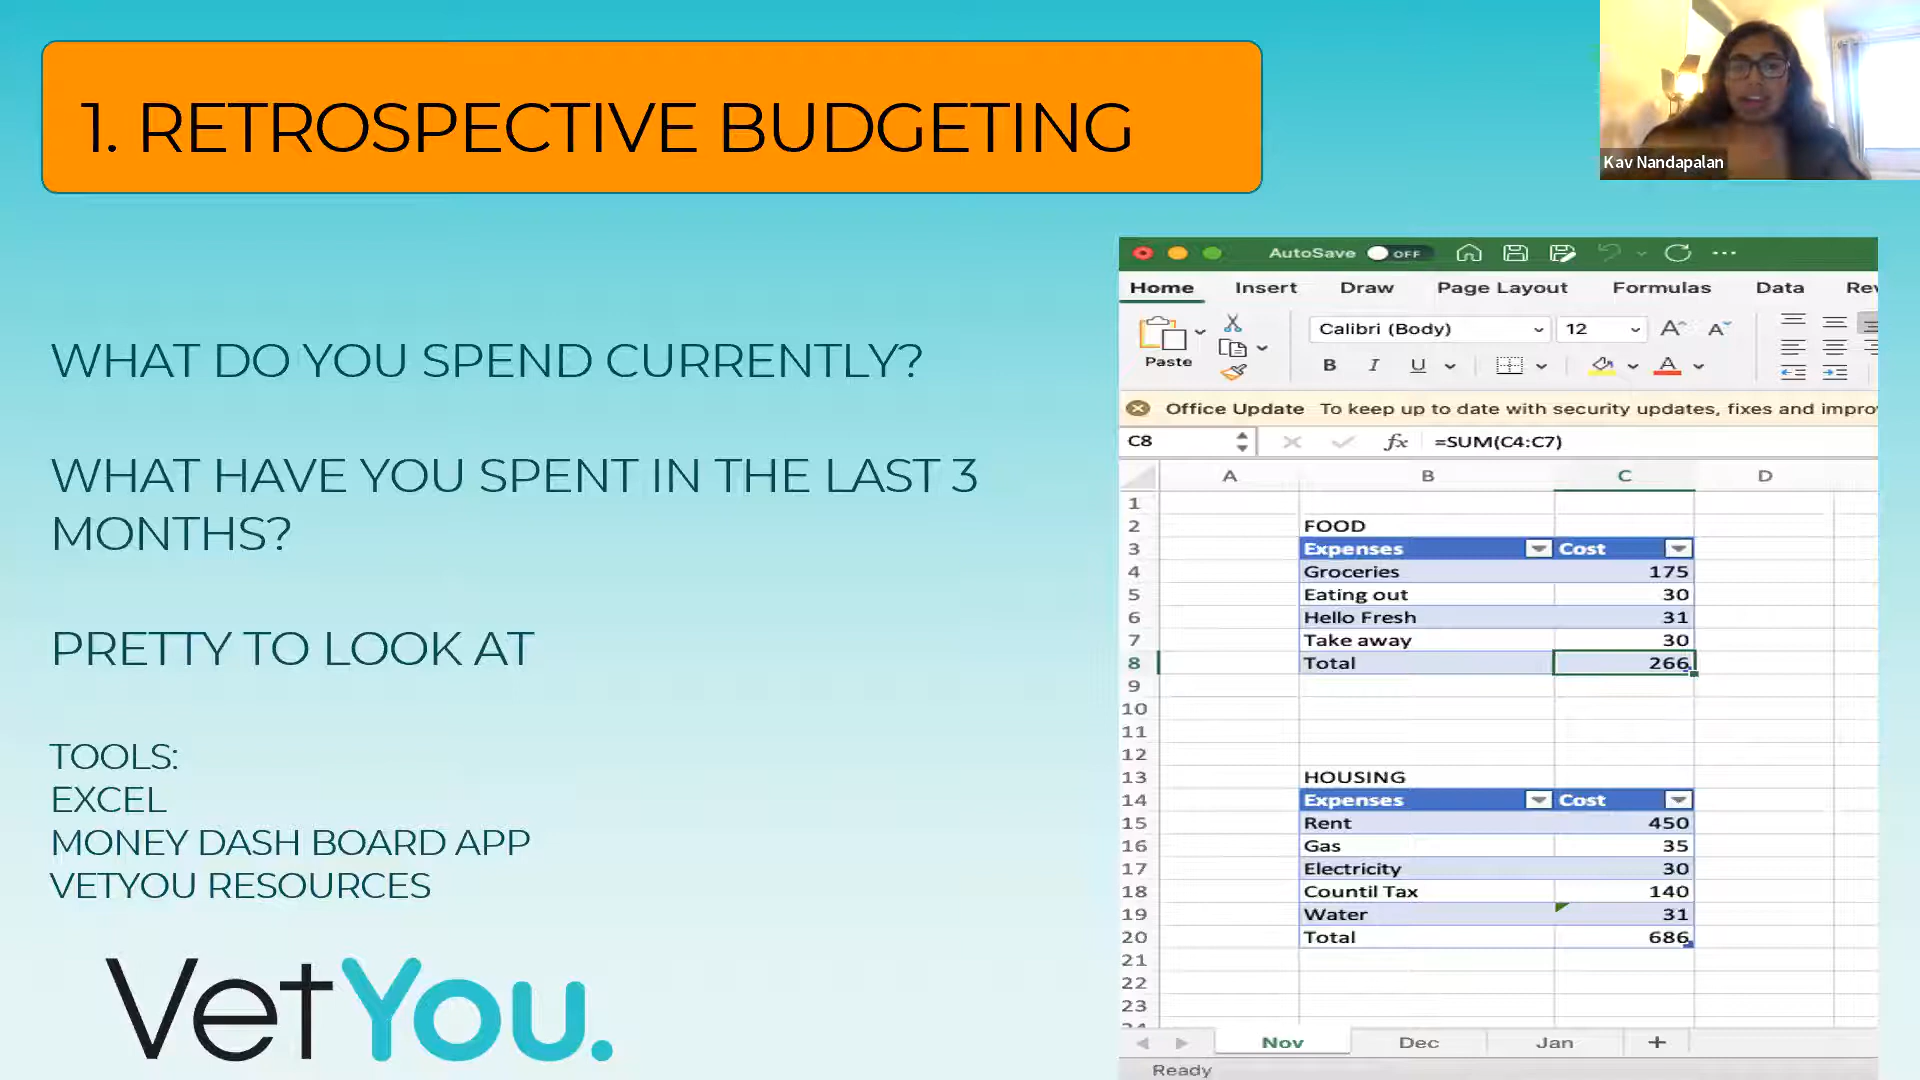 1. RETROSPECTIVE BUDGETING
Kav Nandapalan
WHAT DO YOU SPEND CURRENTLY?
WHAT HAVE YOU SPENT IN THE LAST 3
MONTHS?
PRETTY TO LOOK AT
TOOLS:
EXCEL
MONEY DASH BOARD APP
VETYOU RESOURCES
VetYou.
AutoSave OFF
Home Insert Draw Page Layout Formulas Data
Calibri (Body) 12 A A
Paste
B I U A
Office Update To keep up to date with security updates, fixes and
C8 fx =SUM(C4:C7)
A B C D
1
2 FOOD
3 Expenses Cost
4 Groceries 175
5 Eating out 30
6 Hello Fresh 31
7 Take away 30
8 Total 266
9
10
11
12
13 HOUSING
14 Expenses Cost
15 Rent 450
16 Gas 35
17 Electricity 30
18 Countil Tax 140
19 Water 31
20 Total 686
21
22
23
Nov Dec Jan +
Ready